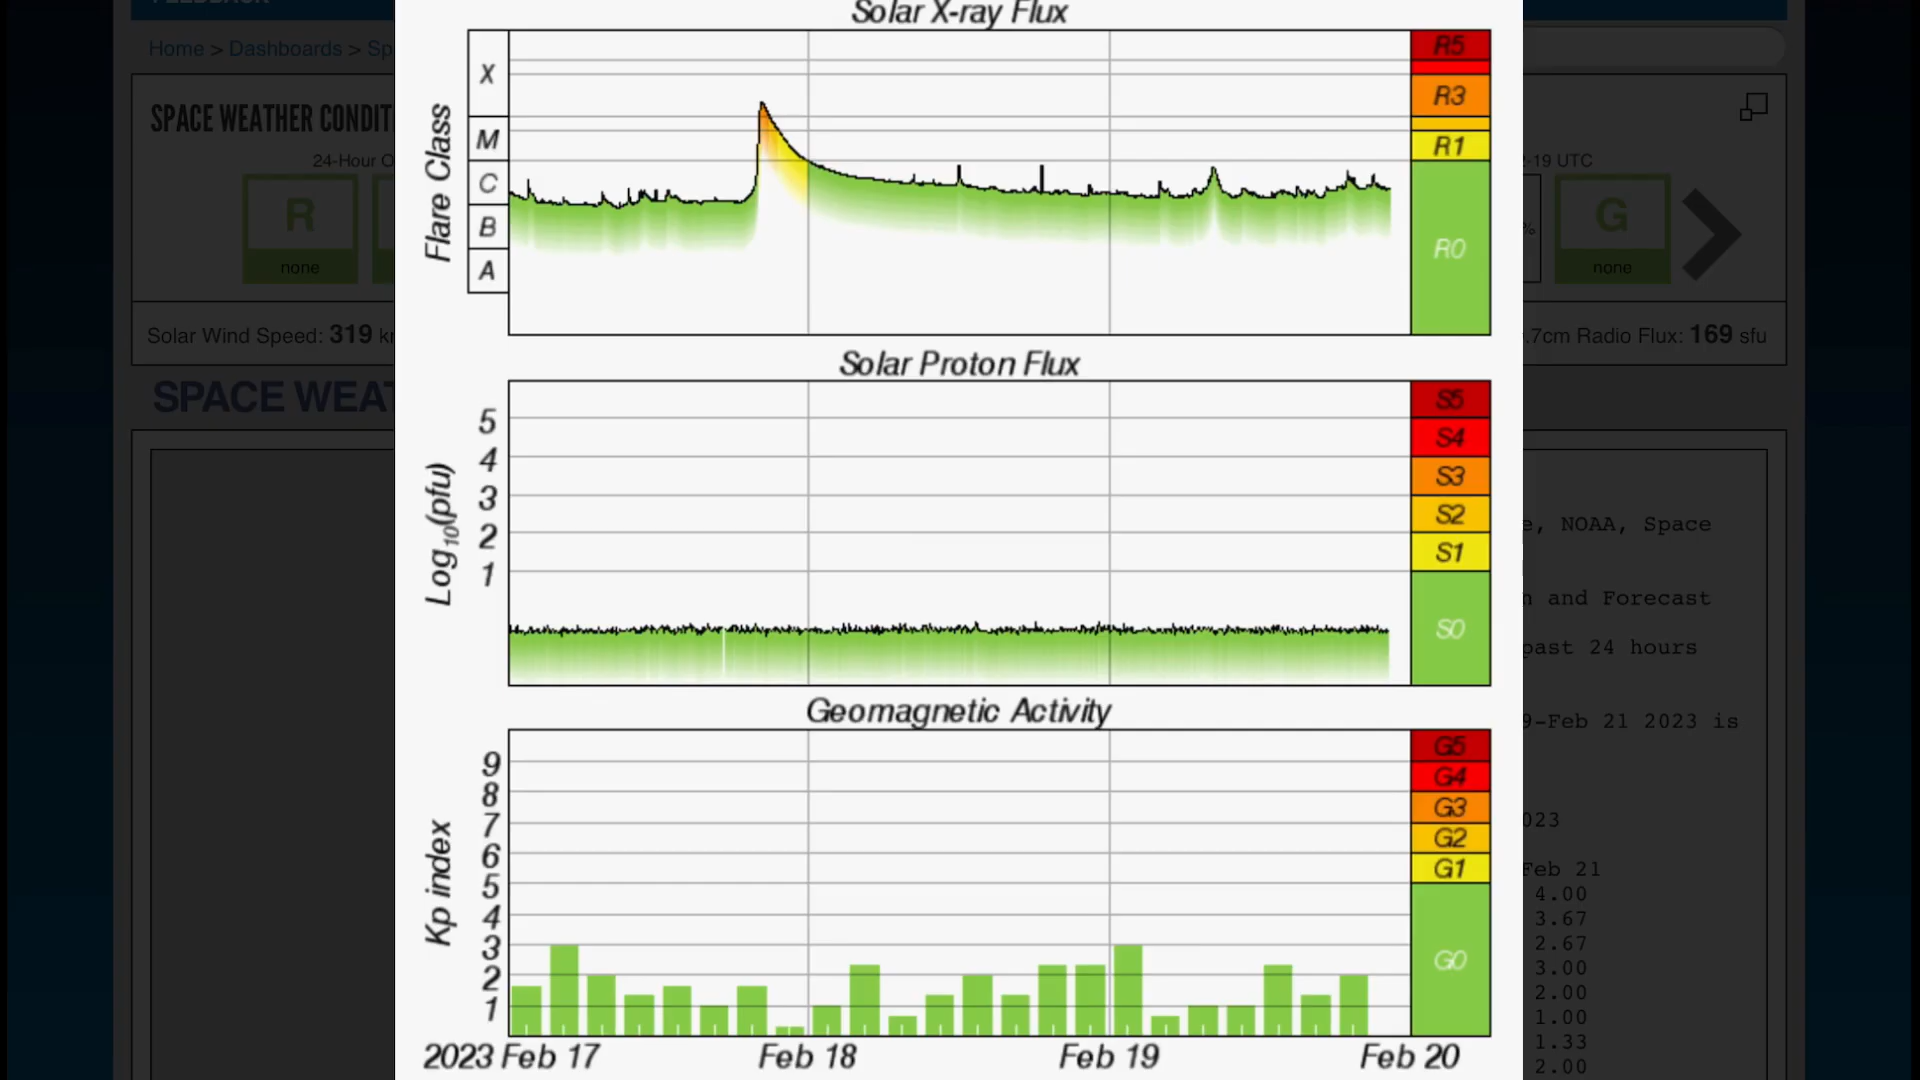 FEEDBACK
Solar X-ray Flux
Home > Dashboards > Sp
SPACE WEATHER CONDIT
24-Hour O
-19 UTC
R
none
G
none
%
Solar Wind Speed: 319
.7cm Radio Flux: 169 sfu
SPACE WEAT
Flare Class
X
M
C
B
A
R5
R3
R1
R0
Solar Proton Flux
Log10(pfu)
5
4
3
2
1
S5
S4
S3
S2
S1
S0
Geomagnetic Activity
Kp index
9
8
7
6
5
4
3
2
1
G5
G4
G3
G2
G1
G0
2023 Feb 17 Feb 18 Feb 19 Feb 20
e, NOAA, Space
h and Forecast
past 24 hours
9-Feb 21 2023 is
023
Feb 21
4.00
3.67
2.67
3.00
2.00
1.00
1.33
2.00